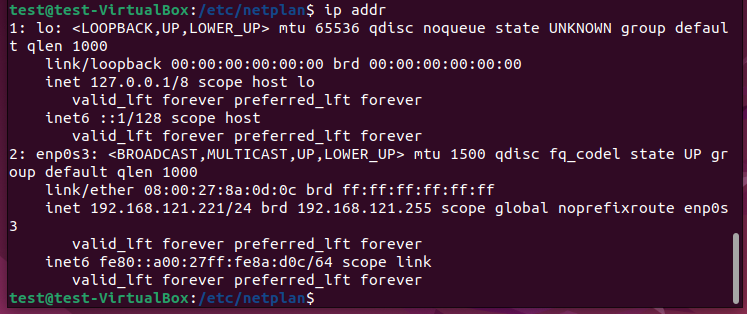 test@test-VirtualBox:/etc/netplan$ ip addr
1: lo: <LOOPBACK,UP,LOWER_UP> mtu 65536 qdisc noqueue state UNKNOWN group defaul
t qlen 1000
    link/loopback 00:00:00:00:00:00 brd 00:00:00:00:00:00
    inet 127.0.0.1/8 scope host lo
       valid_lft forever preferred_lft forever
    inet6 ::1/128 scope host
       valid_lft forever preferred_lft forever
2: enp0s3: <BROADCAST,MULTICAST,UP,LOWER_UP> mtu 1500 qdisc fq_codel state UP gr
oup default qlen 1000
    link/ether 08:00:27:8a:0d:0c brd ff:ff:ff:ff:ff:ff
    inet 192.168.121.221/24 brd 192.168.121.255 scope global noprefixroute enp0s
3
       valid_lft forever preferred_lft forever
    inet6 fe80::a00:27ff:fe8a:d0c/64 scope link
       valid_lft forever preferred_lft forever
test@test-VirtualBox:/etc/netplan$